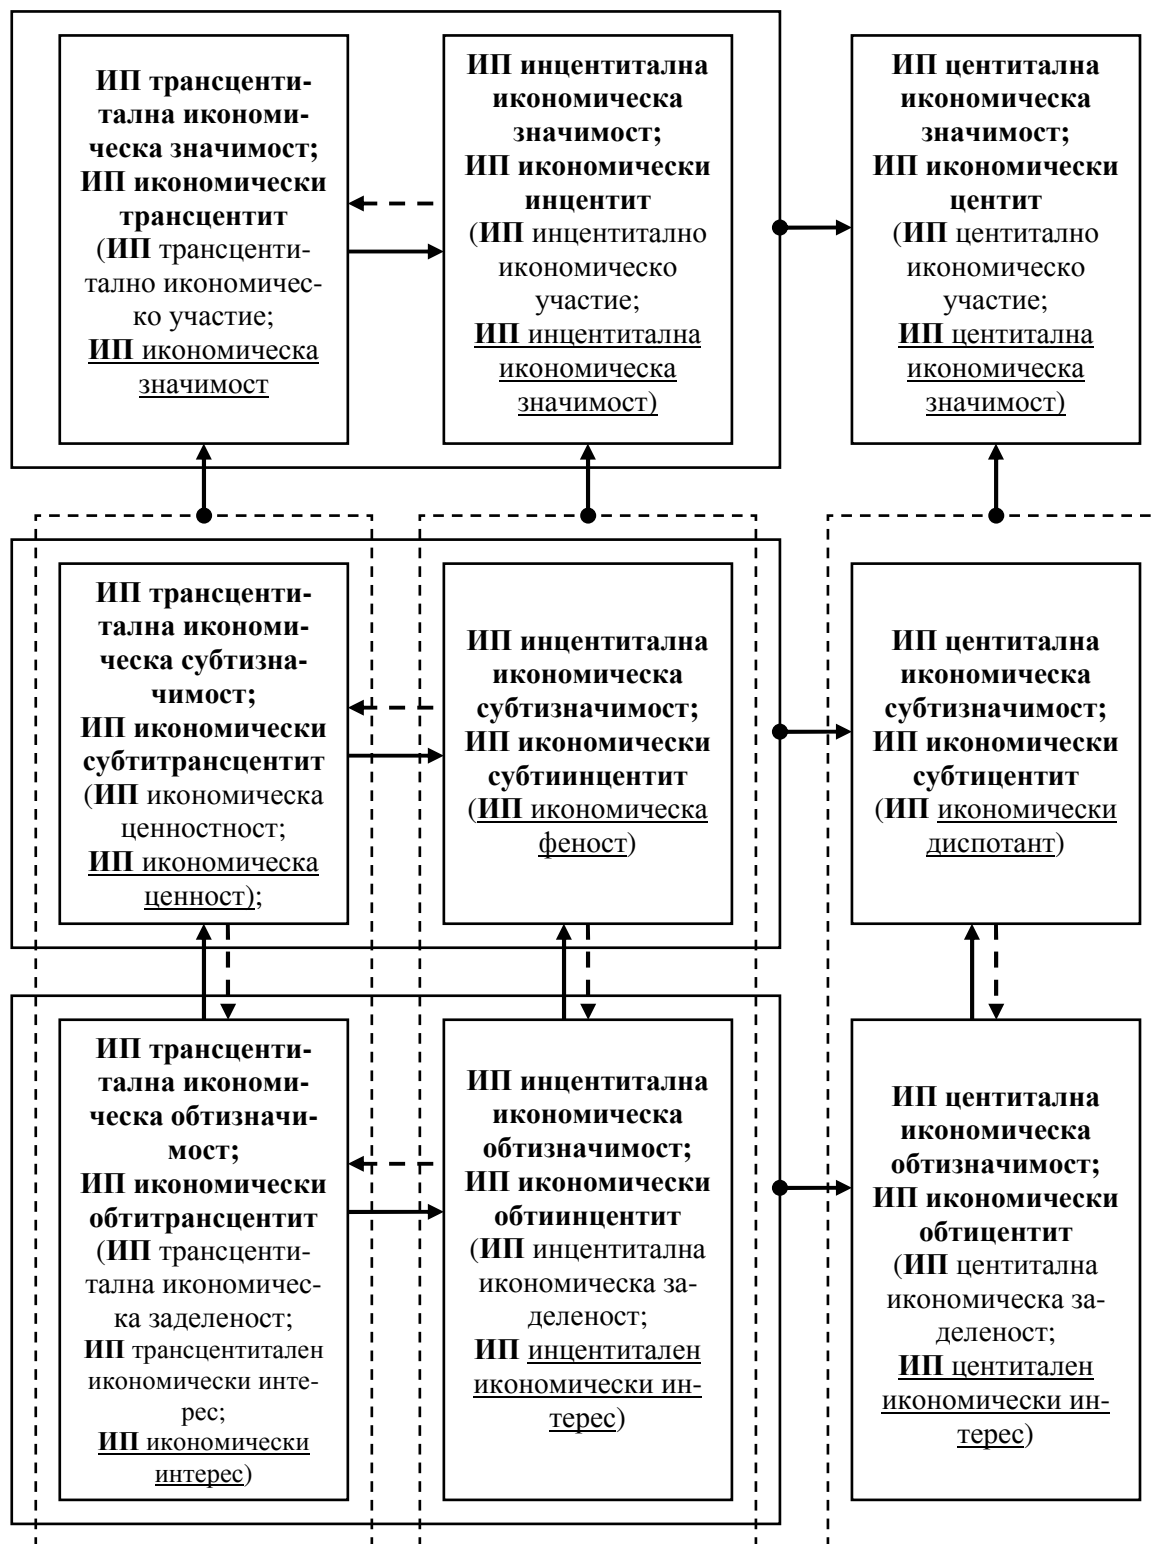 ИП трансценти-
тална икономи-
ческа значимост;
ИП икономически
трансцентит
(ИП трансценти-
тално икономичес-
ко участие;
ИП икономическа
значимост
ИП инцентитална
икономическа
значимост;
ИП икономически
инцентит
(ИП инцентитално
икономическо
участие;
ИП инцентитална
икономическа
значимост)
ИП центитална
икономическа
значимост;
ИП икономически
центит
(ИП центитално
икономическо
участие;
ИП центитална
икономическа
значимост)
ИП трансценти-
тална икономи-
ческа субтизна-
чимост;
ИП икономически
субтитрансцентит
(ИП икономическа
ценностност;
ИП икономическа
ценност);
ИП инцентитална
икономическа
субтизначимост;
ИП икономически
субтиинцентит
(ИП икономическа
феност)
ИП центитална
икономическа
субтизначимост;
ИП икономически
субтицентит
(ИП икономически
диспотант)
ИП трансценти-
тална икономи-
ческа обтизначи-
мост;
ИП икономически
обтитрансцентит
(ИП трансценти-
тална икономичес-
ка заделеност;
ИП трансцентитален
икономически инте-
рес;
ИП икономически
интерес)
ИП инцентитална
икономическа
обтизначимост;
ИП икономически
обтиинцентит
(ИП инцентитална
икономическа за-
деленост;
ИП инцентитален
икономически ин-
терес)
ИП центитална
икономическа
обтизначимост;
ИП икономически
обтицентит
(ИП центитална
икономическа за-
деленост;
ИП центитален
икономически ин-
терес)